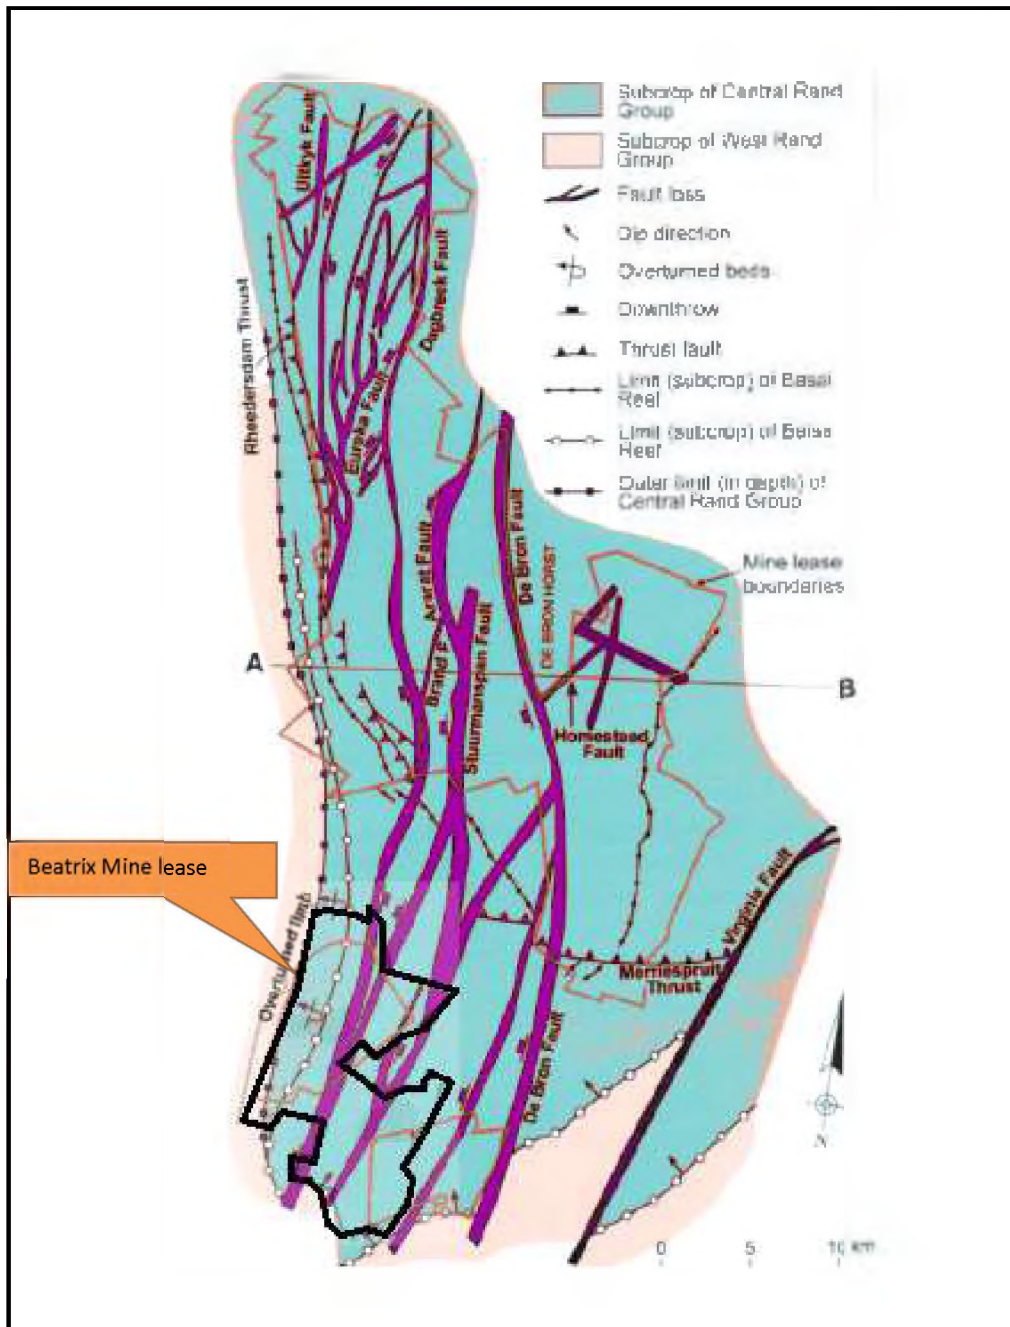 Subcrop of Central Rand
Group
Subcrop of West Rand
Group
Fault loss
Dip direction
Overturned beds
Downthrow
Thrust fault
Limit (subcrop) of Basal
Reef
Limit (subcrop) of Beisa
Reef
Outer limit (in depth) of
Central Rand Group
Mine lease
boundaries
Uitkyk Fault
Rheedersdam Thrust
Dagbreek Fault
Eureka Fault
Ararat Fault
De Bron Fault
DE BRON HORST
Brand F
Stuurmanspan Fault
A
B
Homestead
Fault
Beatrix Mine lease
Overturned limb
Virginia Fault
Merriespruit
Thrust
De Bron Fault
N
0 5 10 km